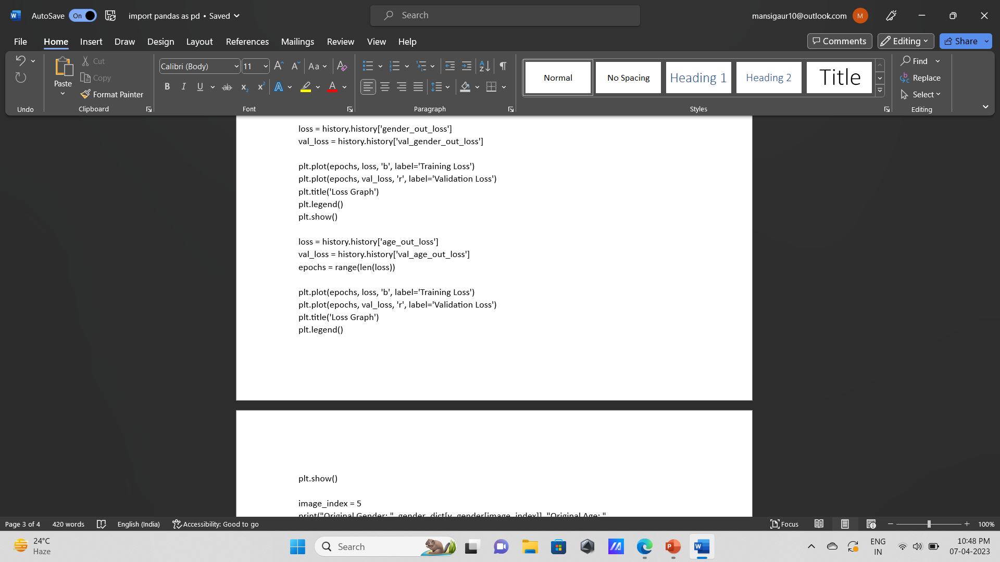 AutoSave On import pandas as pd • Saved Search mansigaur10@outlook.com M
File Home Insert Draw Design Layout References Mailings Review View Help Comments Editing Share
Paste Cut Copy Format Painter
Calibri (Body) 11
Normal No Spacing Heading 1 Heading 2 Title
Find Replace Select
Undo Clipboard Font Paragraph Styles Editing
loss = history.history['gender_out_loss']
val_loss = history.history['val_gender_out_loss']
plt.plot(epochs, loss, 'b', label='Training Loss')
plt.plot(epochs, val_loss, 'r', label='Validation Loss')
plt.title('Loss Graph')
plt.legend()
plt.show()
loss = history.history['age_out_loss']
val_loss = history.history['val_age_out_loss']
epochs = range(len(loss))
plt.plot(epochs, loss, 'b', label='Training Loss')
plt.plot(epochs, val_loss, 'r', label='Validation Loss')
plt.title('Loss Graph')
plt.legend()
plt.show()
image_index = 5
print("Original Gender: ", gender_dict[y_gender[image_index]], "Original Age: ",
Page 3 of 4 420 words English (India) Accessibility: Good to go Focus 100%
24°C
Haze
Search
ENG
IN
10:48 PM
07-04-2023